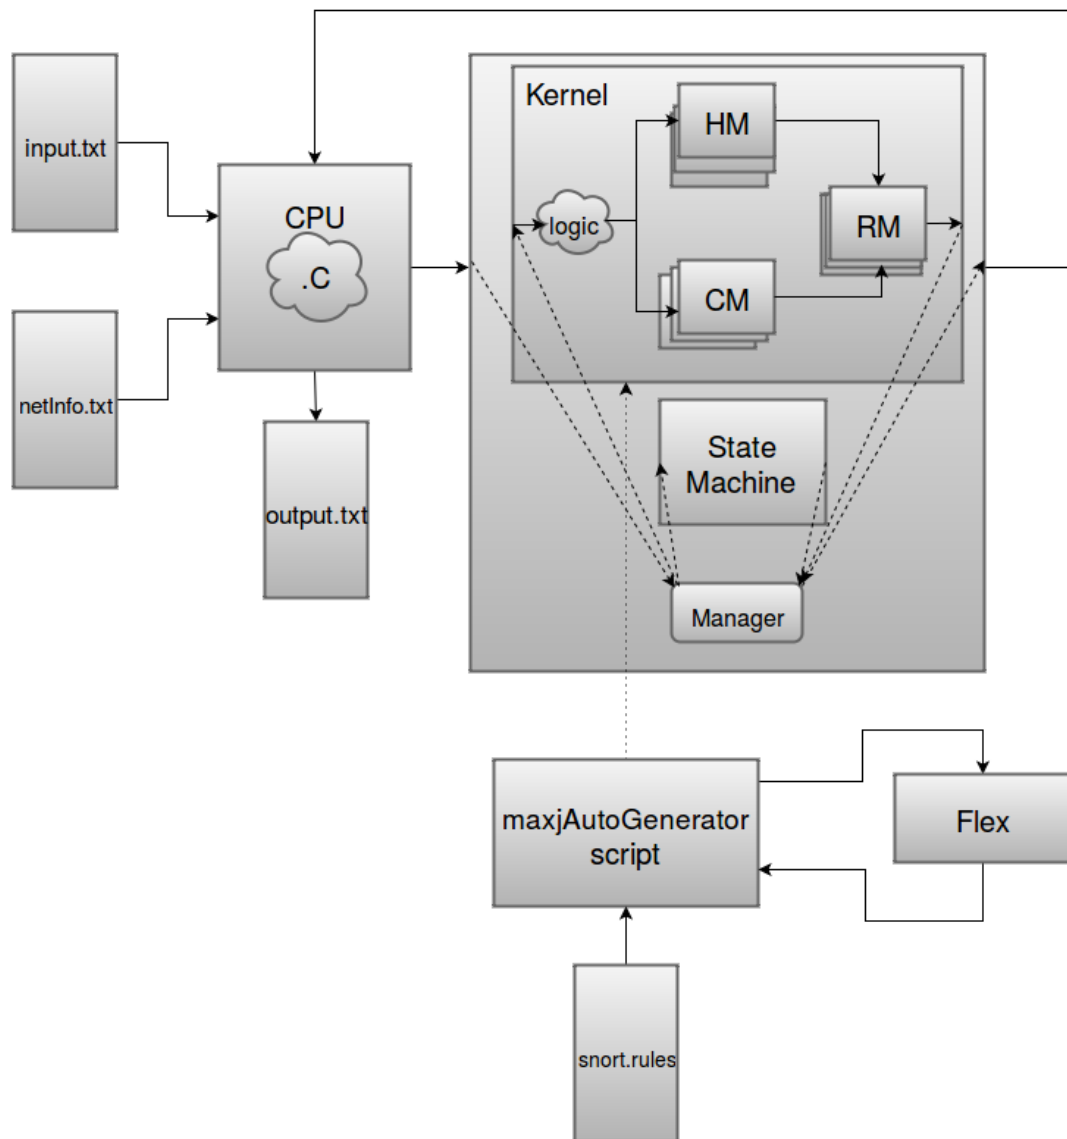 input.txt
CPU
.C
netInfo.txt
output.txt
Kernel
HM
logic
RM
CM
State
Machine
Manager
maxjAutoGenerator
script
Flex
snort.rules